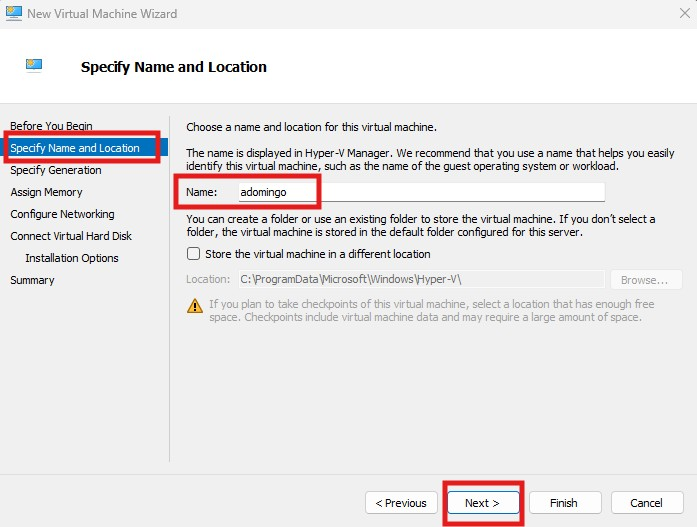 New Virtual Machine Wizard
Specify Name and Location
Before You Begin
Specify Name and Location
Specify Generation
Assign Memory
Configure Networking
Connect Virtual Hard Disk
Installation Options
Summary
Choose a name and location for this virtual machine.
The name is displayed in Hyper-V Manager. We recommend that you use a name that helps you easily
identify this virtual machine, such as the name of the guest operating system or workload.
Name: adomingo
You can create a folder or use an existing folder to store the virtual machine. If you don't select a
folder, the virtual machine is stored in the default folder configured for this server.
Store the virtual machine in a different location
Location: C:\ProgramData\Microsoft\Windows\Hyper-V\ Browse...
If you plan to take checkpoints of this virtual machine, select a location that has enough free
space. Checkpoints include virtual machine data and may require a large amount of space.
< Previous Next > Finish Cancel